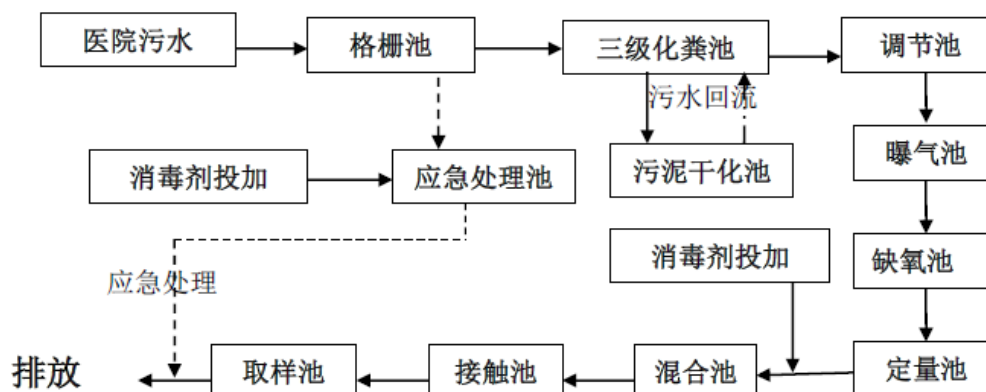 医院污水
格栅池
三级化粪池
调节池
污水回流
曝气池
消毒剂投加
应急处理池
污泥干化池
消毒剂投加
缺氧池
应急处理
排放
取样池
接触池
混合池
定量池